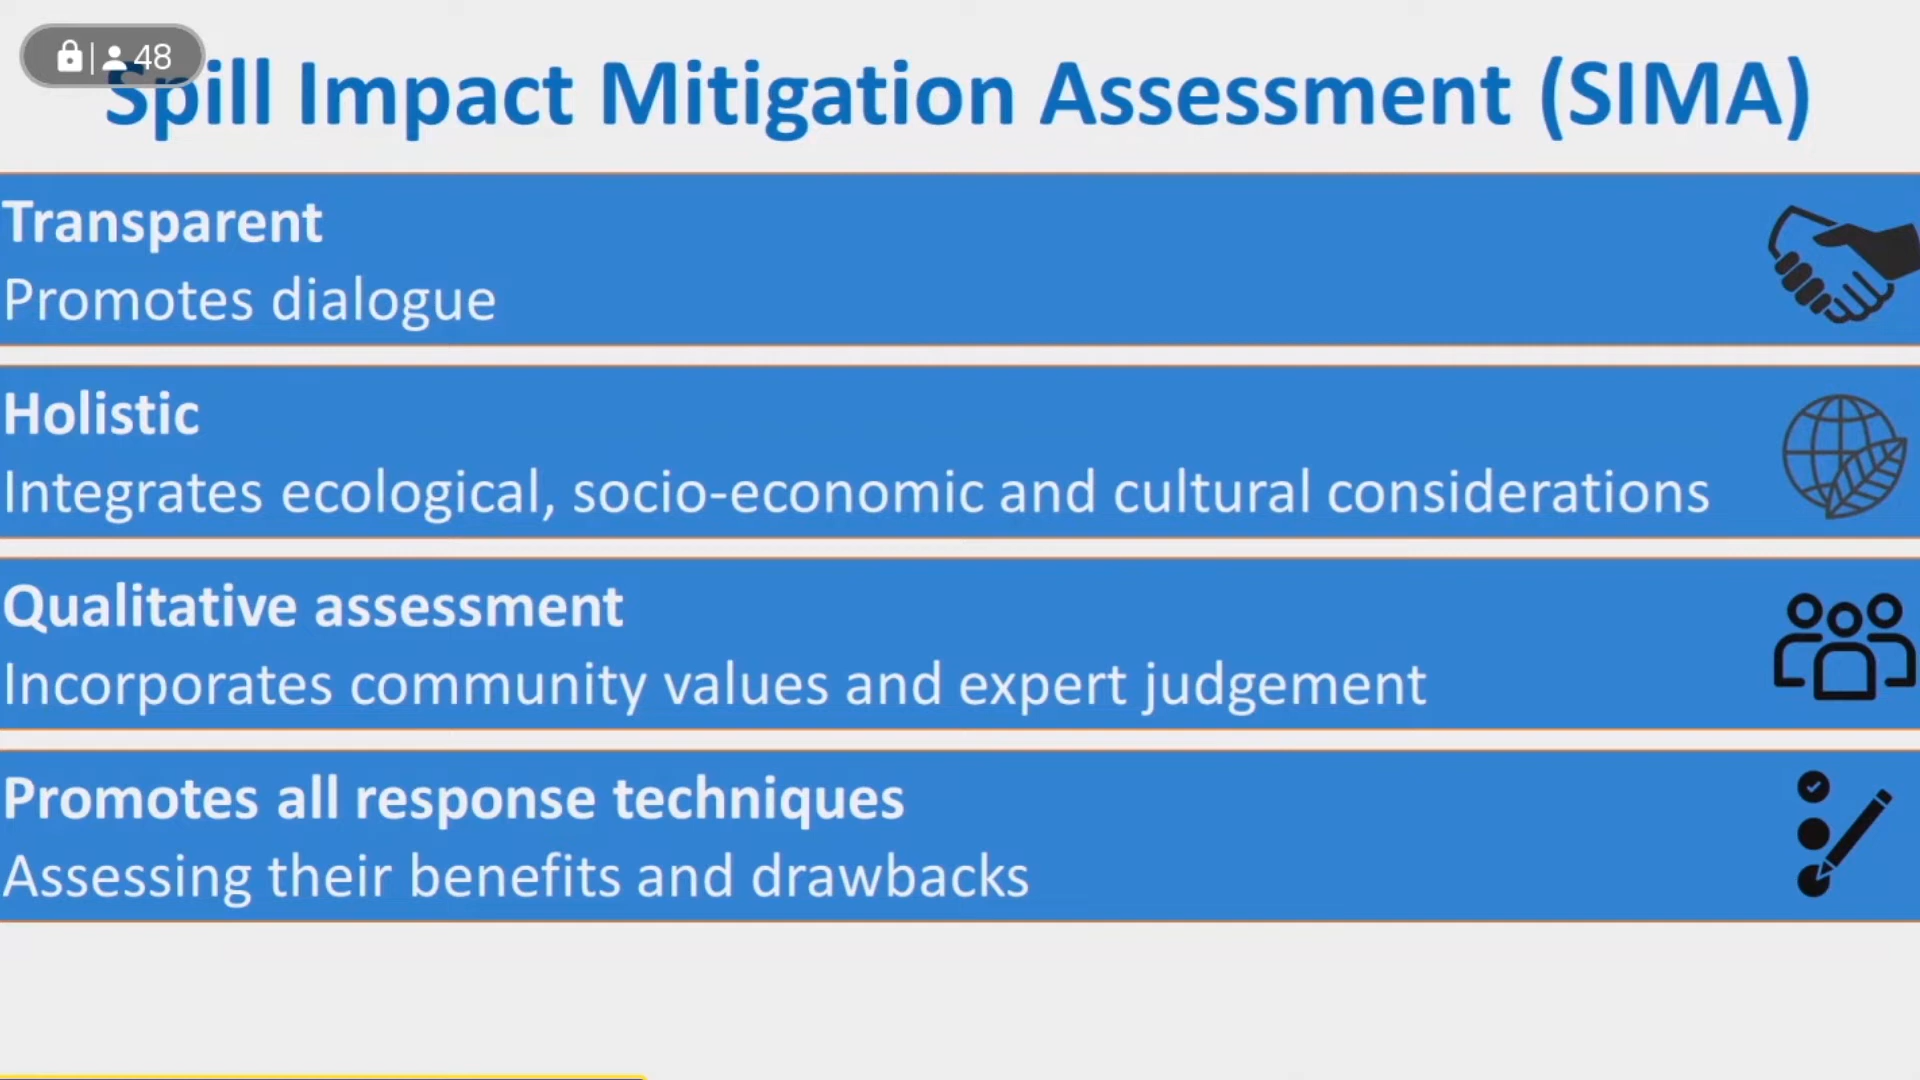 48
Spill Impact Mitigation Assessment (SIMA)
Transparent
Promotes dialogue
Holistic
Integrates ecological, socio-economic and cultural considerations
Qualitative assessment
Incorporates community values and expert judgement
Promotes all response techniques
Assessing their benefits and drawbacks